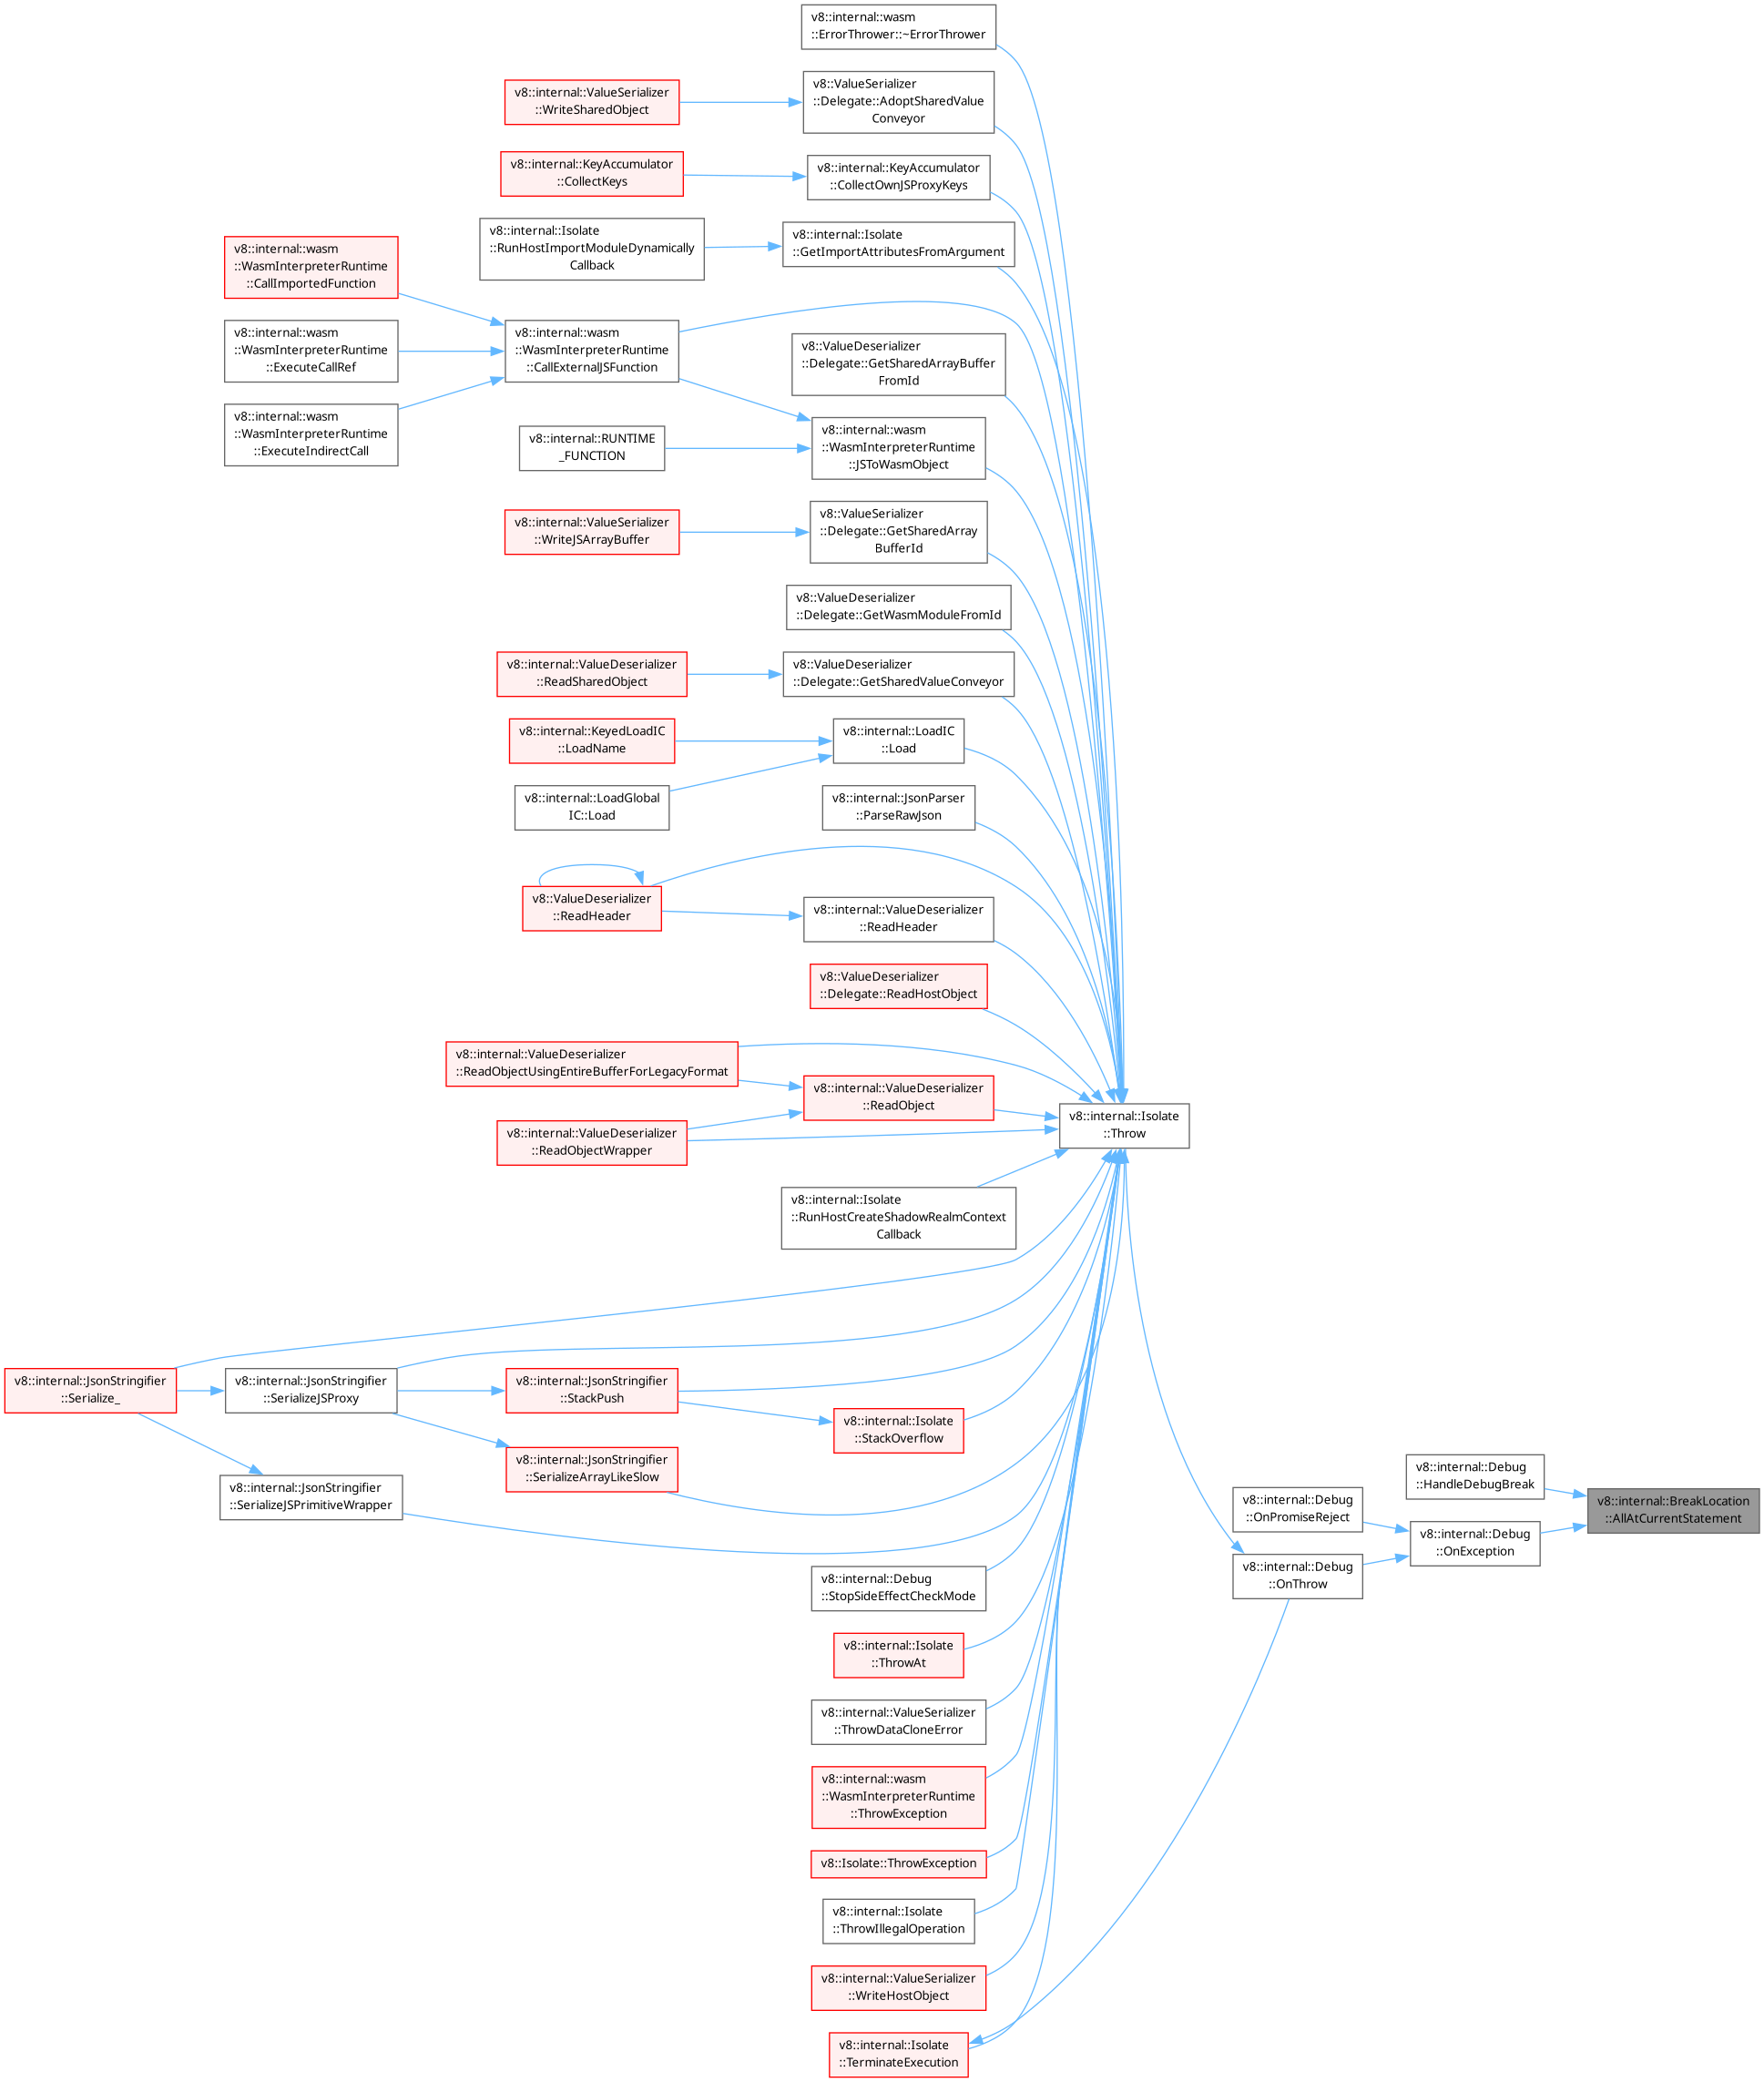 v8::internal::wasm
::ErrorThrower::~ErrorThrower
v8::ValueSerializer
::Delegate::AdoptSharedValue
Conveyor
v8::internal::ValueSerializer
::WriteSharedObject
v8::internal::KeyAccumulator
::CollectKeys
v8::internal::KeyAccumulator
::CollectOwnJSProxyKeys
v8::internal::Isolate
::RunHostImportModuleDynamically
Callback
v8::internal::Isolate
::GetImportAttributesFromArgument
v8::internal::wasm
::WasmInterpreterRuntime
::CallImportedFunction
v8::internal::wasm
::WasmInterpreterRuntime
::ExecuteCallRef
v8::internal::wasm
::WasmInterpreterRuntime
::ExecuteIndirectCall
v8::internal::wasm
::WasmInterpreterRuntime
::CallExternalJSFunction
v8::ValueDeserializer
::Delegate::GetSharedArrayBuffer
FromId
v8::internal::RUNTIME
_FUNCTION
v8::internal::wasm
::WasmInterpreterRuntime
::JSToWasmObject
v8::internal::ValueSerializer
::WriteJSArrayBuffer
v8::ValueSerializer
::Delegate::GetSharedArray
BufferId
v8::ValueDeserializer
::Delegate::GetWasmModuleFromId
v8::internal::ValueDeserializer
::ReadSharedObject
v8::ValueDeserializer
::Delegate::GetSharedValueConveyor
v8::internal::KeyedLoadIC
::LoadName
v8::internal::LoadIC
::Load
v8::internal::LoadGlobal
IC::Load
v8::internal::JsonParser
::ParseRawJson
v8::ValueDeserializer
::ReadHeader
v8::internal::ValueDeserializer
::ReadHeader
v8::ValueDeserializer
::Delegate::ReadHostObject
v8::internal::ValueDeserializer
::ReadObjectUsingEntireBufferForLegacyFormat
v8::internal::ValueDeserializer
::ReadObject
v8::internal::ValueDeserializer
::ReadObjectWrapper
v8::internal::Isolate
::Throw
v8::internal::Isolate
::RunHostCreateShadowRealmContext
Callback
v8::internal::JsonStringifier
::Serialize_
v8::internal::JsonStringifier
::SerializeJSProxy
v8::internal::JsonStringifier
::StackPush
v8::internal::Isolate
::StackOverflow
v8::internal::JsonStringifier
::SerializeArrayLikeSlow
v8::internal::JsonStringifier
::SerializeJSPrimitiveWrapper
v8::internal::Debug
::HandleDebugBreak
v8::internal::BreakLocation
::AllAtCurrentStatement
v8::internal::Debug
::OnPromiseReject
v8::internal::Debug
::OnException
v8::internal::Debug
::OnThrow
v8::internal::Debug
::StopSideEffectCheckMode
v8::internal::Isolate
::ThrowAt
v8::internal::ValueSerializer
::ThrowDataCloneError
v8::internal::wasm
::WasmInterpreterRuntime
::ThrowException
v8::Isolate::ThrowException
v8::internal::Isolate
::ThrowIllegalOperation
v8::internal::ValueSerializer
::WriteHostObject
v8::internal::Isolate
::TerminateExecution